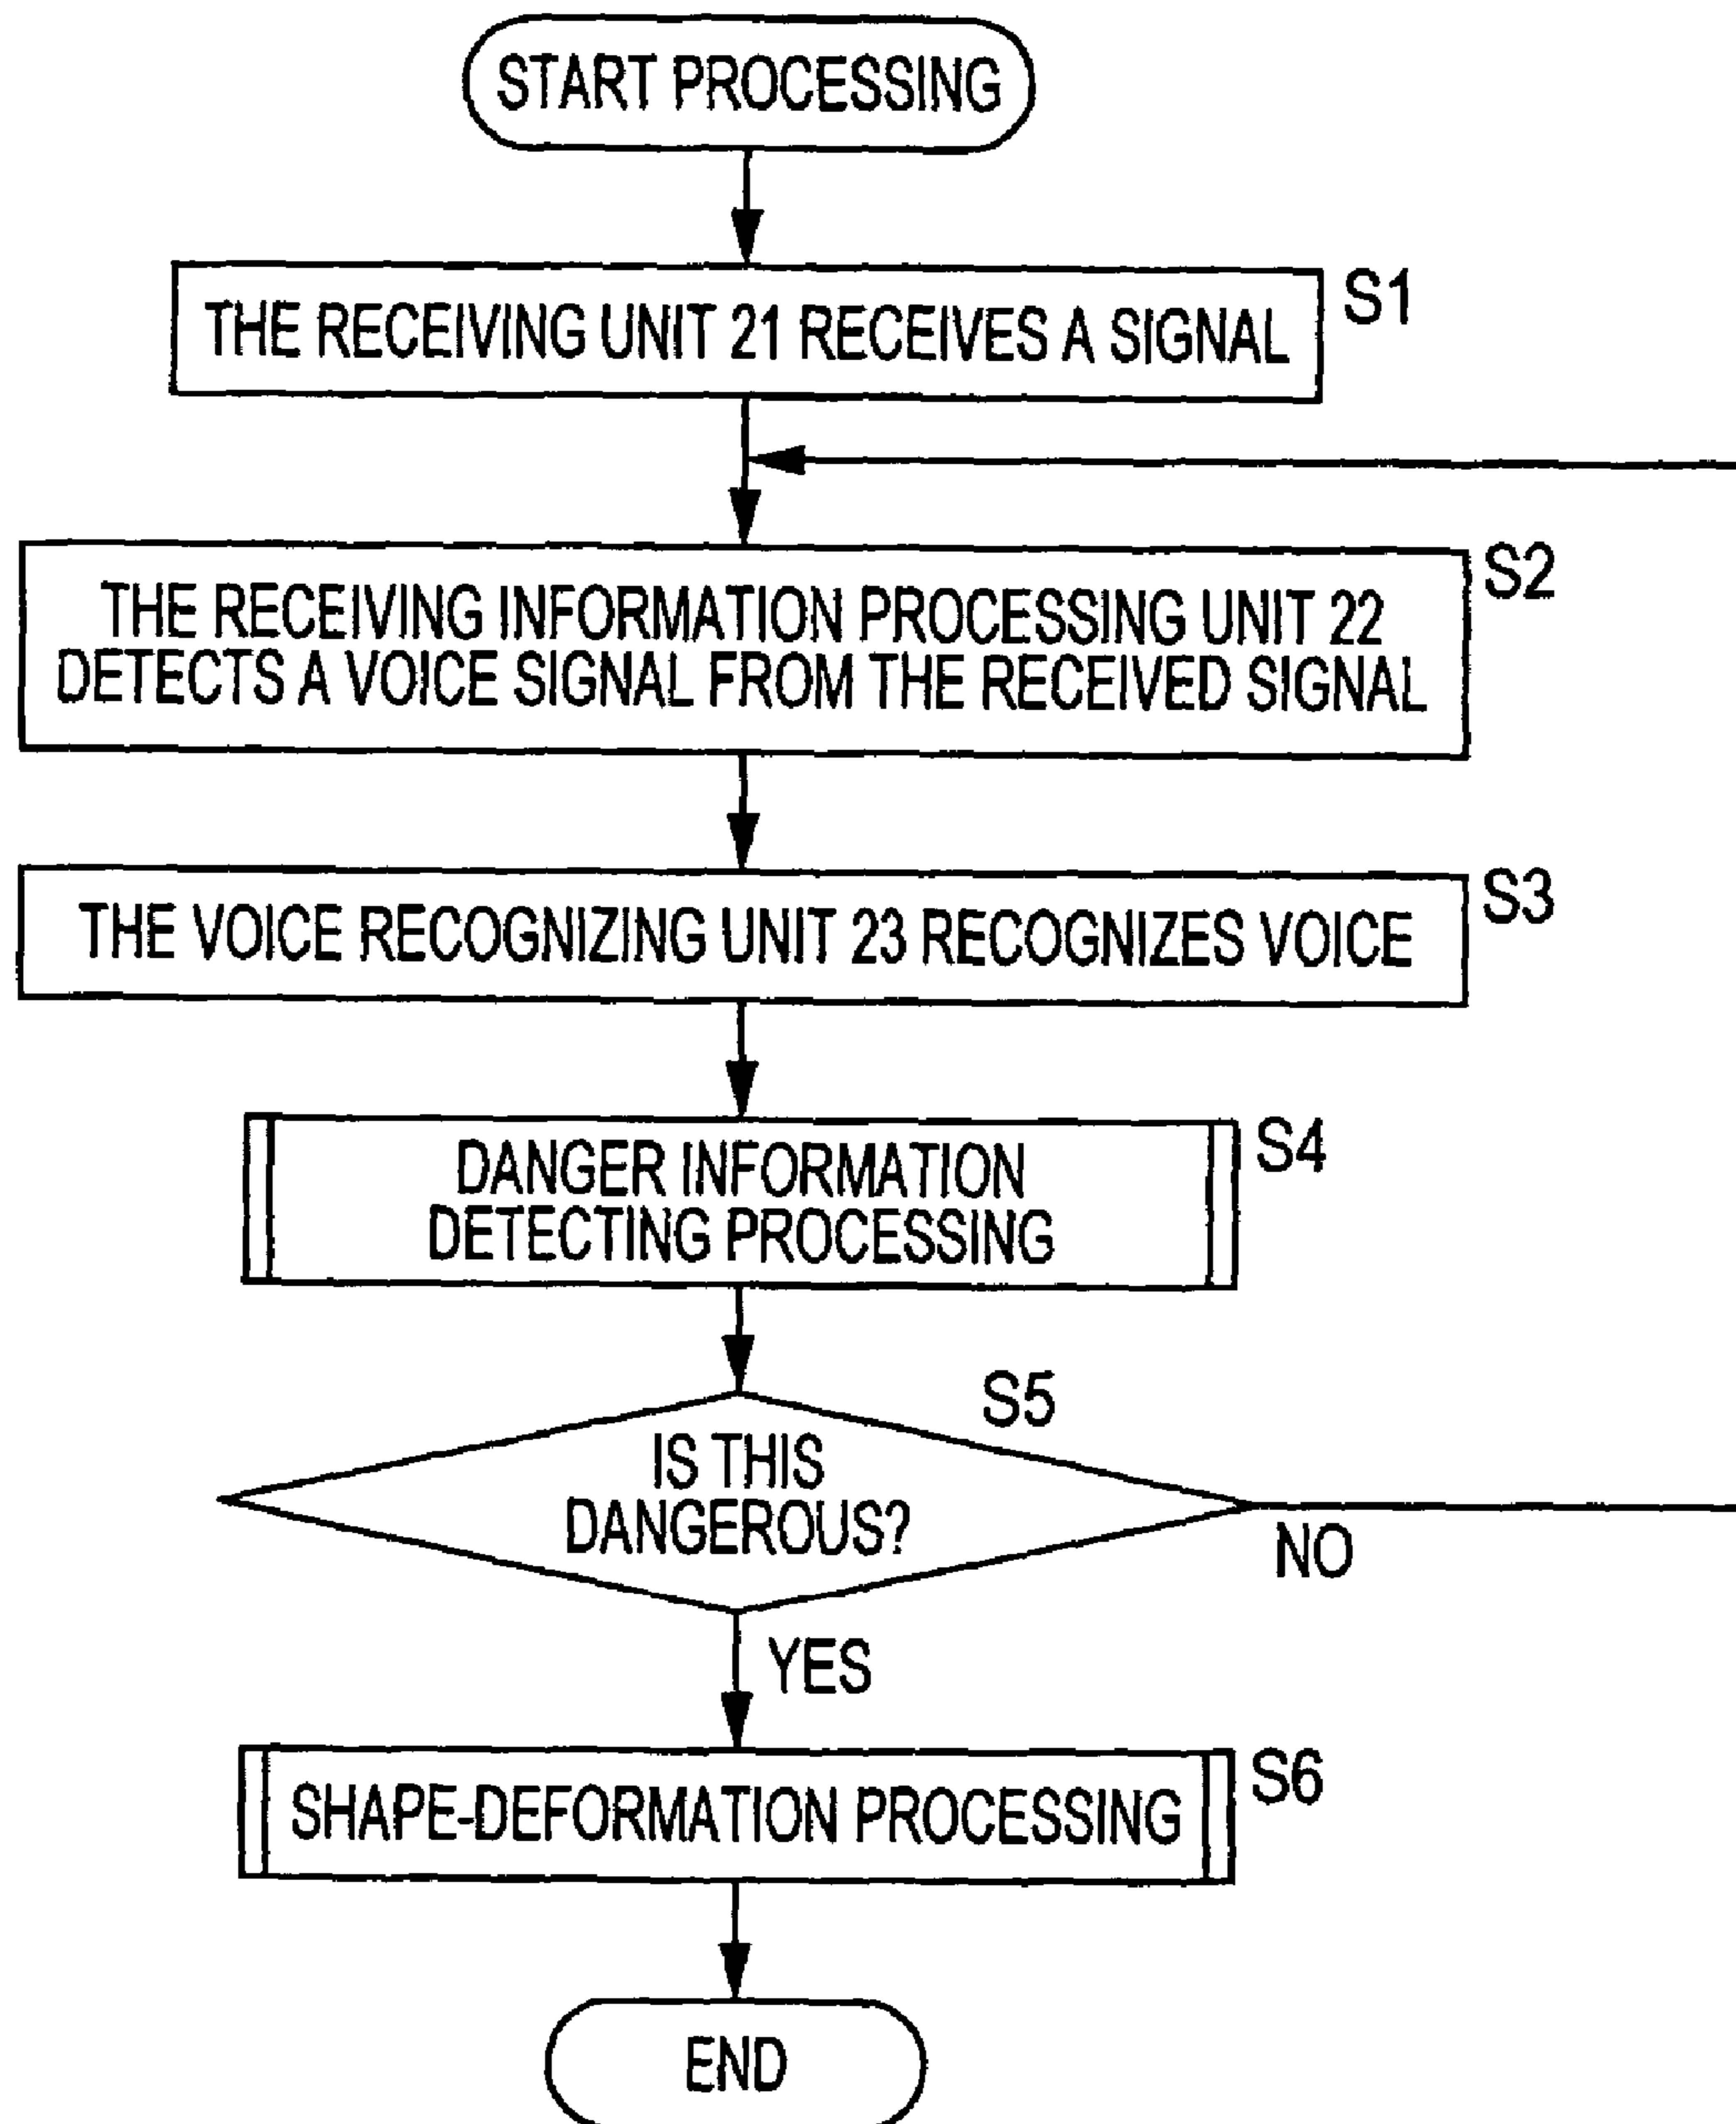 START PROCESSING
THE RECEIVING UNIT 21 RECEIVES A SIGNAL
S1
THE RECEIVING INFORMATION PROCESSING UNIT 22
DETECTS A VOICE SIGNAL FROM THE RECEIVED SIGNAL
S2
THE VOICE RECOGNIZING UNIT 23 RECOGNIZES VOICE
S3
DANGER INFORMATION
DETECTING PROCESSING
S4
S5
IS THIS
DANGEROUS?
NO
YES
SHAPE-DEFORMATION PROCESSING
S6
END